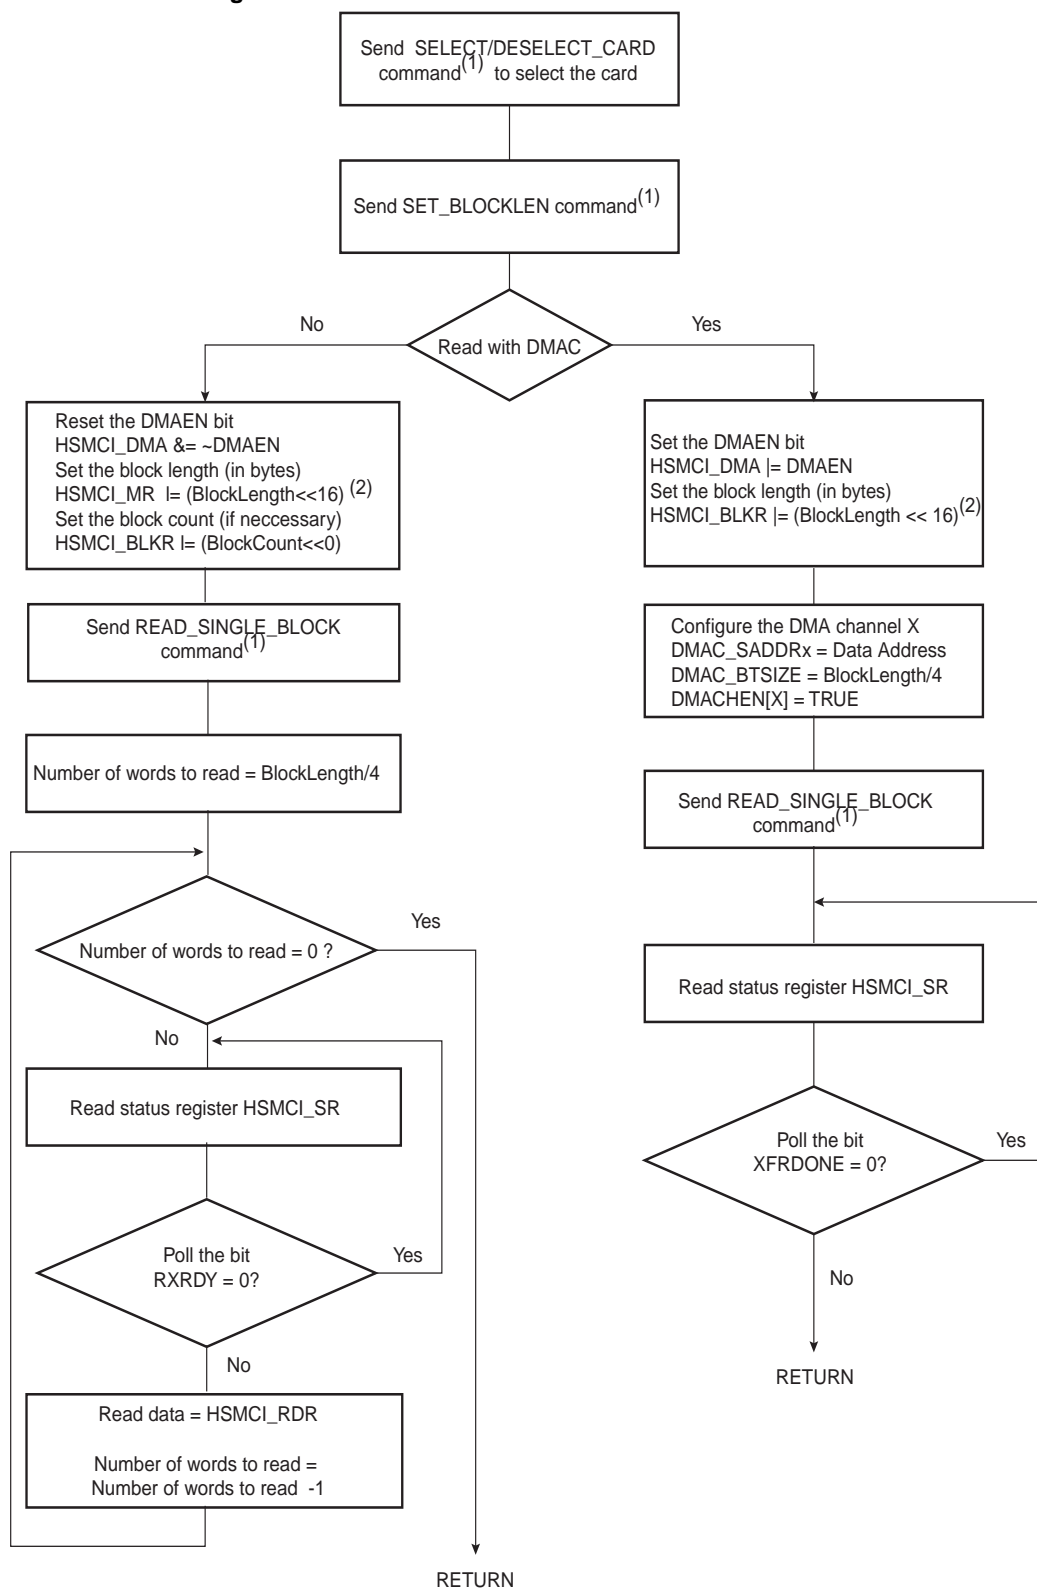 Send SELECT/DESELECT_CARD
command(1) to select the card
Send SET_BLOCKLEN command(1)
No
Yes
Read with DMAC
Reset the DMAEN bit
HSMCI_DMA &= ~DMAEN
Set the block length (in bytes)
HSMCI_MR l= (BlockLength<<16) (2)
Set the block count (if neccessary)
HSMCI_BLKR l= (BlockCount<<0)
Set the DMAEN bit
HSMCI_DMA |= DMAEN
Set the block length (in bytes)
HSMCI_BLKR |= (BlockLength << 16)(2)
Send READ_SINGLE_BLOCK
command(1)
Configure the DMA channel X
DMAC_SADDRx = Data Address
DMAC_BTSIZE = BlockLength/4
DMACHEN[X] = TRUE
Number of words to read = BlockLength/4
Send READ_SINGLE_BLOCK
command(1)
Number of words to read = 0 ?
Yes
No
Read status register HSMCI_SR
Read status register HSMCI_SR
Poll the bit
XFRDONE = 0?
Yes
No
RETURN
Poll the bit
RXRDY = 0?
Yes
No
Read data = HSMCI_RDR
Number of words to read =
Number of words to read -1
RETURN